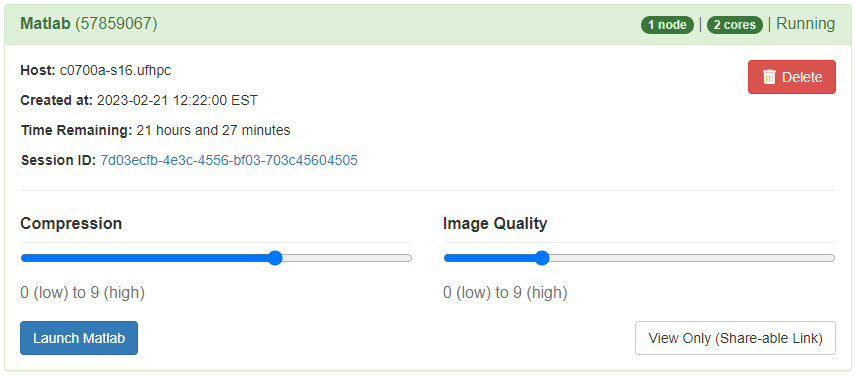 Matlab (57859067) 1 node | 2 cores | Running
Host: c0700a-s16.ufhpc
Delete
Created at: 2023-02-21 12:22:00 EST
Time Remaining: 21 hours and 27 minutes
Session ID: 7d03ecfb-4e3c-4556-bf03-703c45604505
Compression
0 (low) to 9 (high)
Image Quality
0 (low) to 9 (high)
Launch Matlab
View Only (Share-able Link)